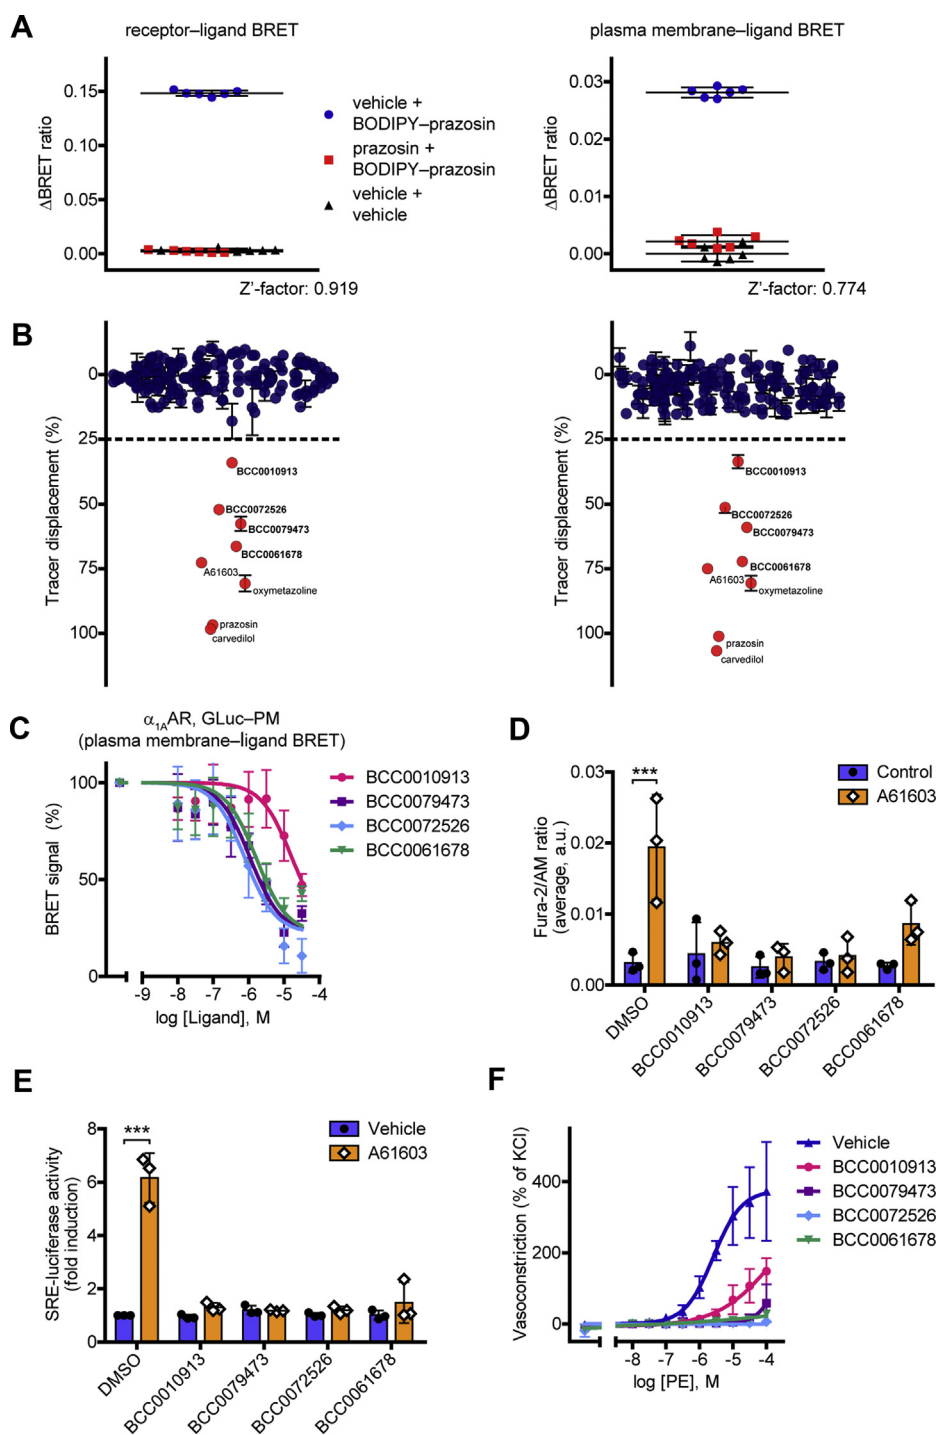 A
receptor–ligand BRET
plasma membrane–ligand BRET
ΔBRET ratio
0.15
0.10
0.05
0.00
vehicle +
BODIPY–prazosin
prazosin +
BODIPY–prazosin
vehicle +
vehicle
Z'-factor: 0.919
ΔBRET ratio
0.03
0.02
0.01
0.00
Z'-factor: 0.774
B
Tracer displacement (%)
0
25
50
75
100
BCC0010913
BCC0072526
BCC0079473
BCC0061678
A61603
oxymetazoline
prazosin
carvedilol
Tracer displacement (%)
0
25
50
75
100
BCC0010913
BCC0072526
BCC0079473
BCC0061678
A61603
oxymetazoline
prazosin
carvedilol
C
α1AAR, GLuc–PM
(plasma membrane–ligand BRET)
BRET signal (%)
100
50
0
-9 -8 -7 -6 -5 -4
log [Ligand], M
BCC0010913
BCC0079473
BCC0072526
BCC0061678
D
Fura-2/AM ratio
(average, a.u.)
0.03
0.02
0.01
0.00
***
Control
A61603
DMSO
BCC0010913
BCC0079473
BCC0072526
BCC0061678
E
SRE-luciferase activity
(fold induction)
8
6
4
2
0
***
Vehicle
A61603
DMSO
BCC0010913
BCC0079473
BCC0072526
BCC0061678
F
Vasoconstriction (% of KCl)
400
200
0
-8 -7 -6 -5 -4
log [PE], M
Vehicle
BCC0010913
BCC0079473
BCC0072526
BCC0061678